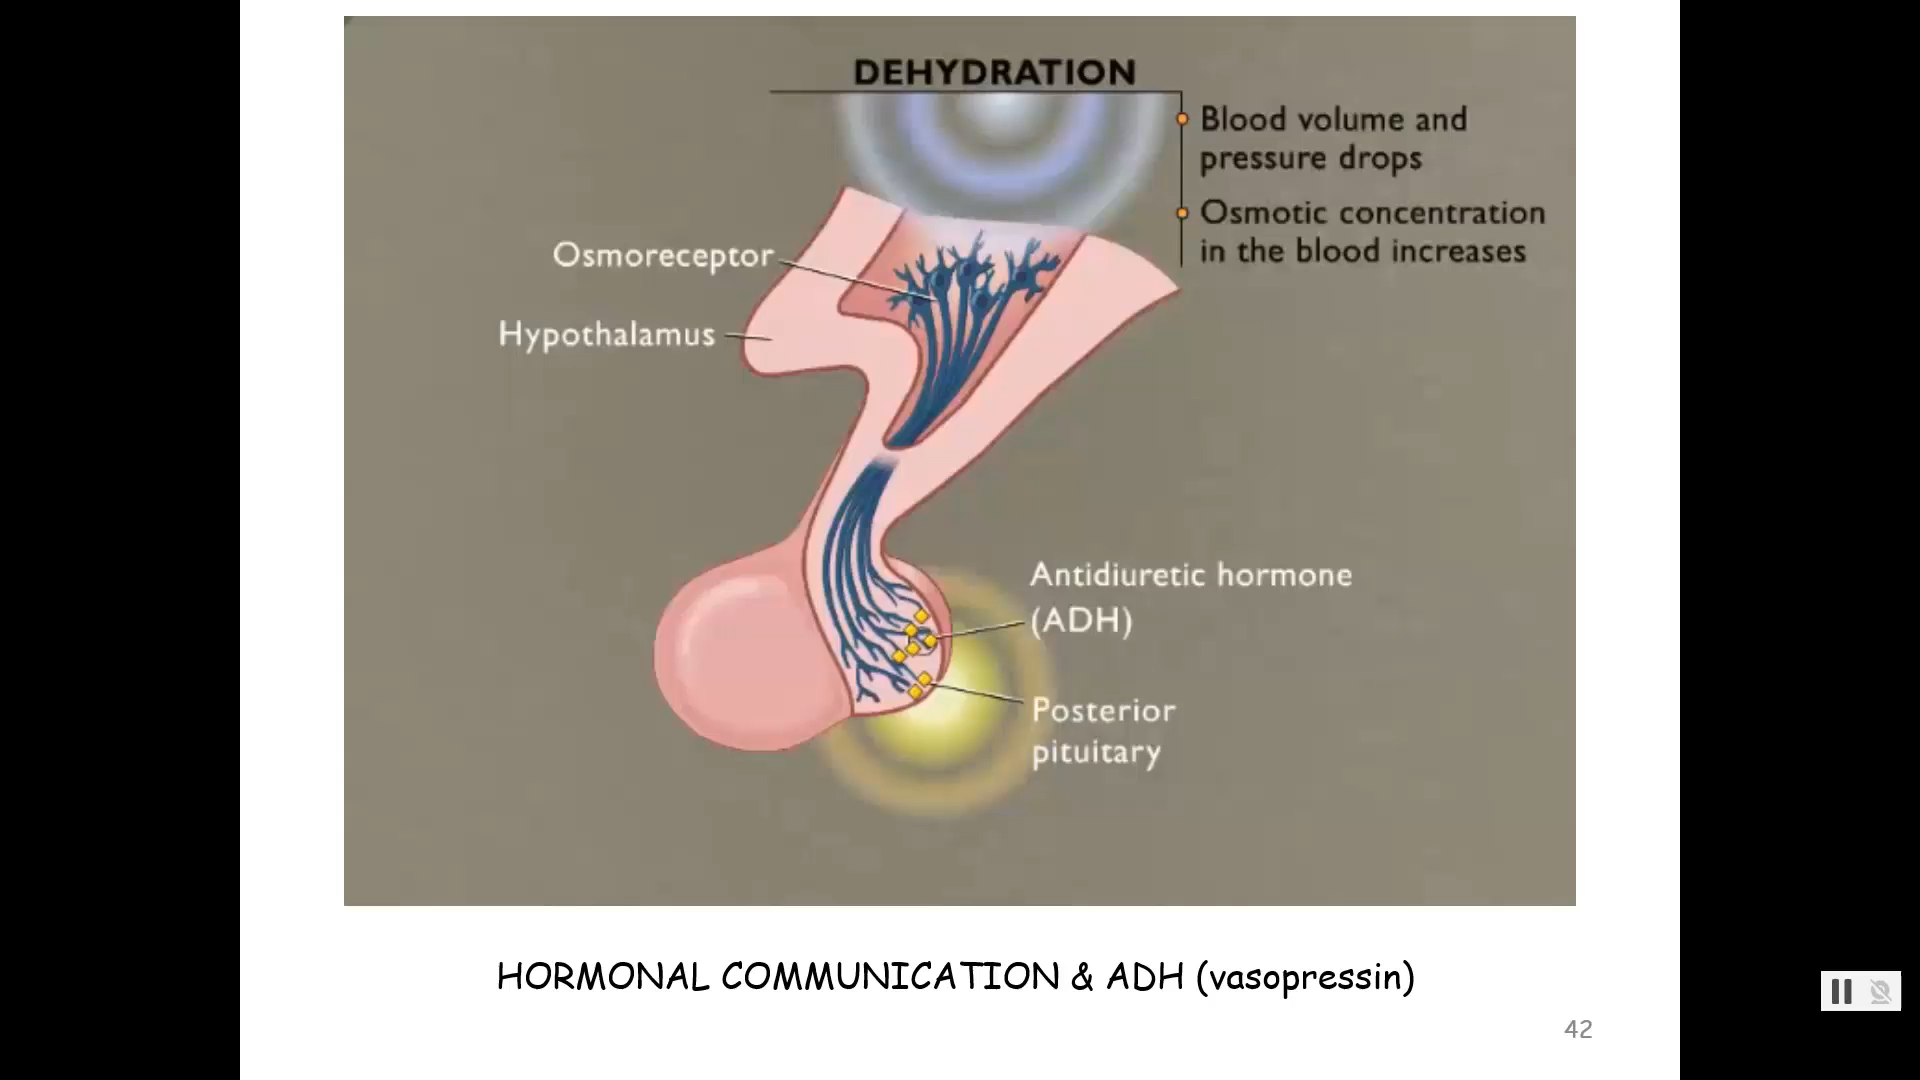 DEHYDRATION
Blood volume and
pressure drops
Osmotic concentration
in the blood increases
Osmoreceptor
Hypothalamus
Antidiuretic hormone
(ADH)
Posterior
pituitary
HORMONAL COMMUNICATION & ADH (vasopressin)
42